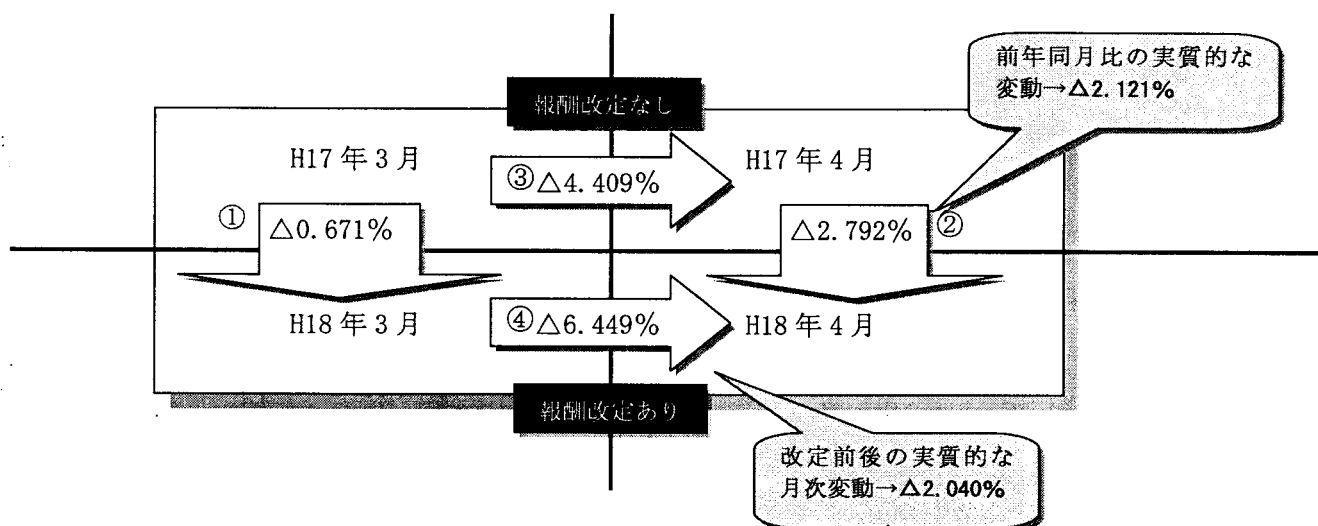 前年同月比の実質的な
変動→△2.121%
報酬改定なし
H17年3月
③△4.409%
H17年4月
①
△0.671%
△2.792%
②
H18年3月
④△6.449%
H18年4月
報酬改定あり
改定前後の実質的な
月次変動→△2.040%